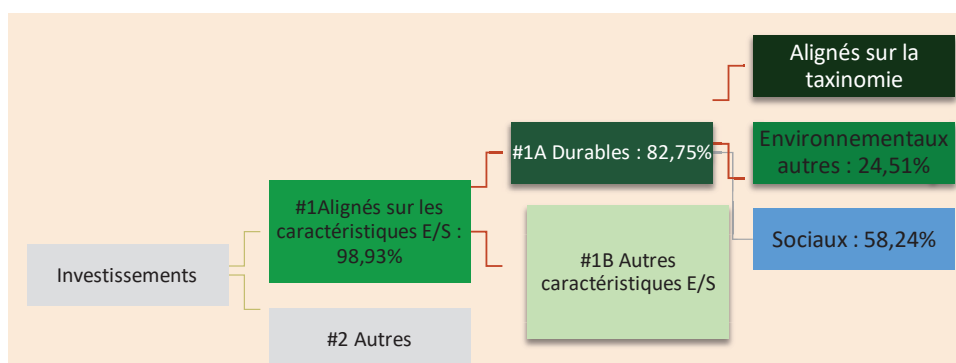 Investissements
#1Alignés sur les
caractéristiques E/S :
98,93%
#2 Autres
#1A Durables : 82,75%
#1B Autres
caractéristiques E/S
Alignés sur la
taxinomie
Environnementaux
autres : 24,51%
Sociaux : 58,24%